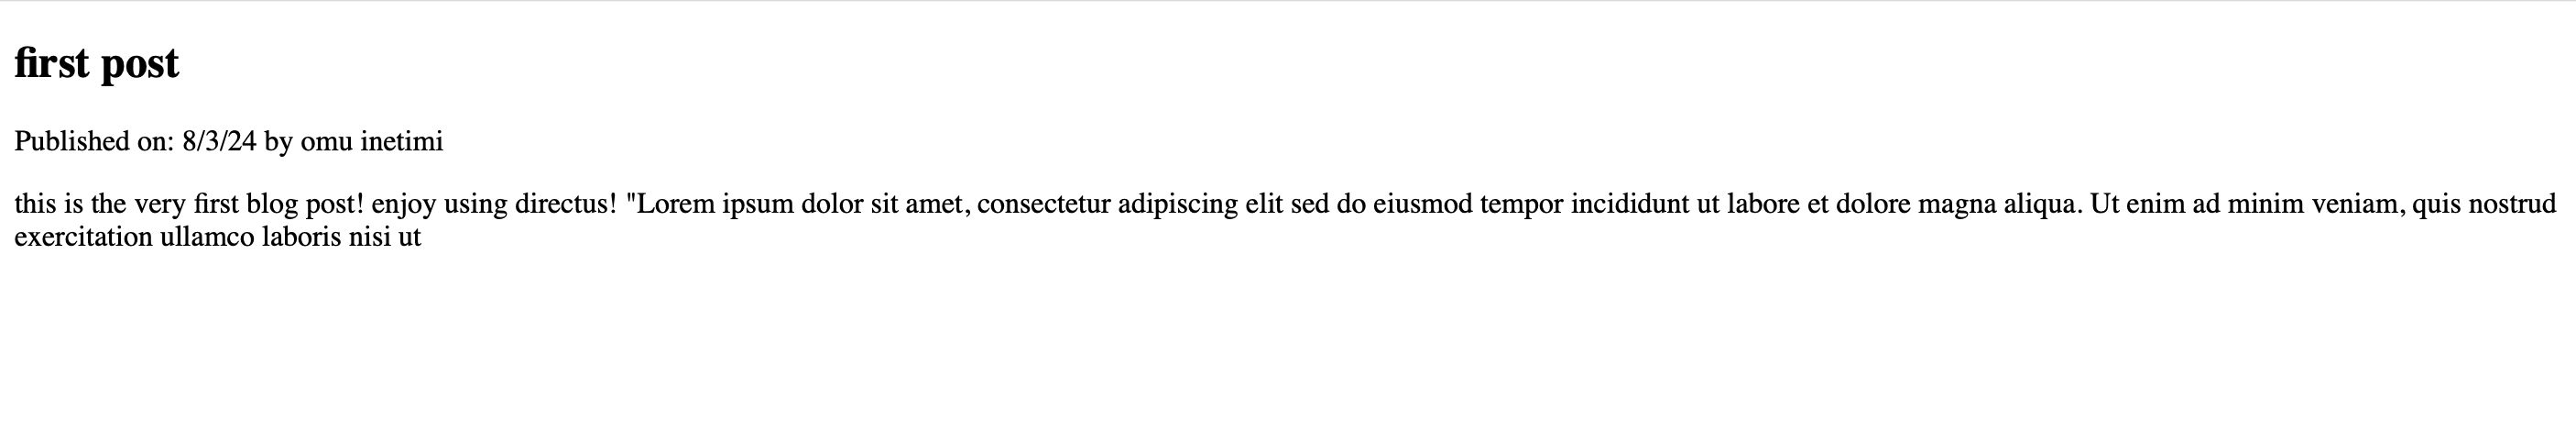 first post
Published on: 8/3/24 by omu inetimi
this is the very first blog post! enjoy using directus! "Lorem ipsum dolor sit amet, consectetur adipiscing elit sed do eiusmod tempor incididunt ut labore et dolore magna aliqua. Ut enim ad minim veniam, quis nostrud
exercitation ullamco laboris nisi ut